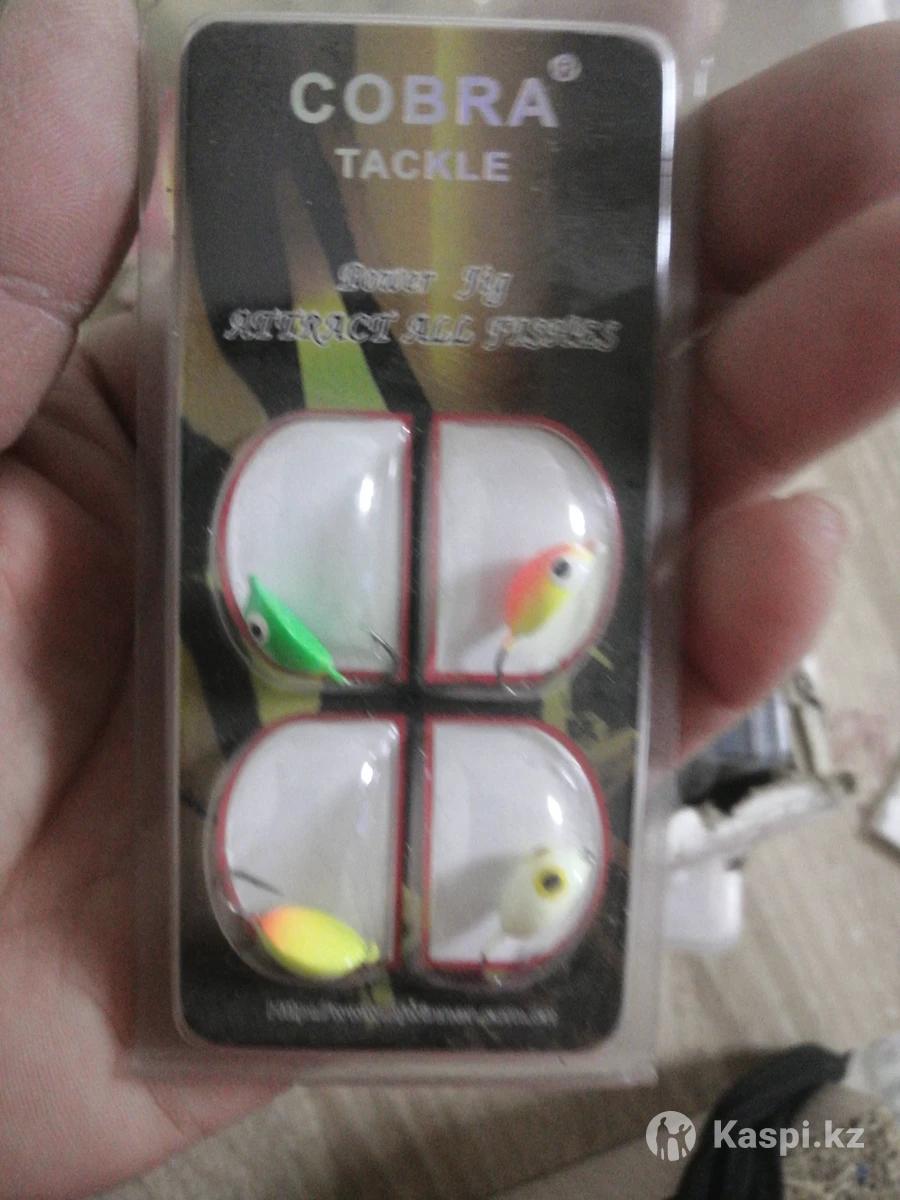 COBRA®
TACKLE
Power Jig
ATTRACT ALL FISHES
Kaspi.kz